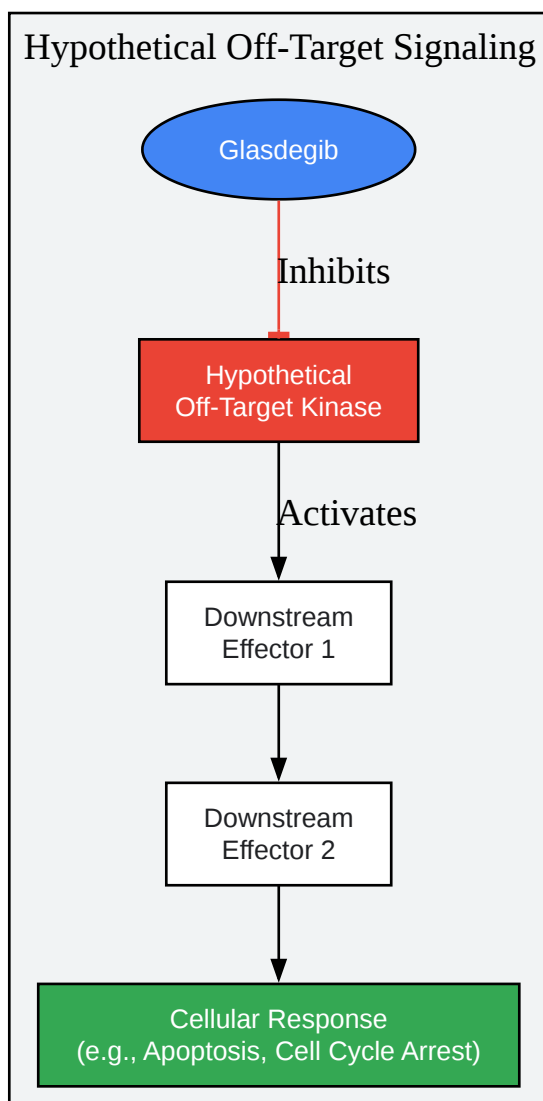 Hypothetical Off-Target Signaling
Glasdegib
Inhibits
Hypothetical
Off-Target Kinase
Activates
Downstream
Effector 1
Downstream
Effector 2
Cellular Response
(e.g., Apoptosis, Cell Cycle Arrest)